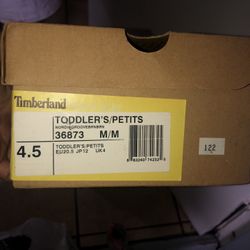 Timberland
TODDLER'S/PETITS
36873 M/M
4.5
TODDLER'S/PETITS
EU20.5 JP12 UK4
122